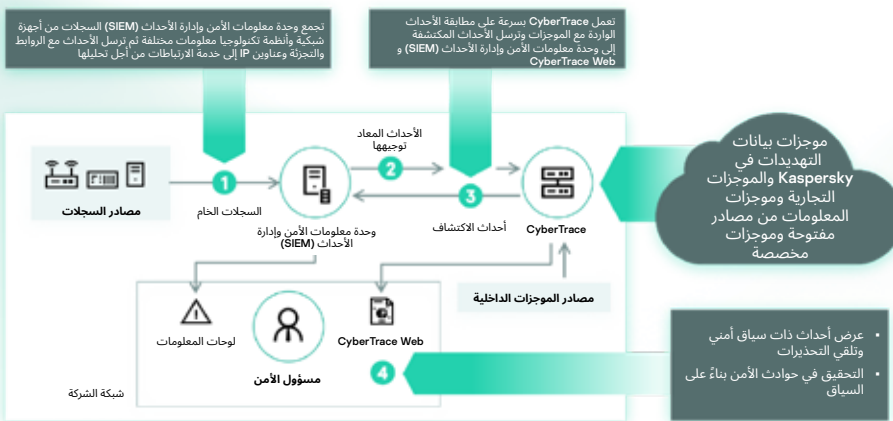 تجمع وحدة معلومات الأمن وإدارة الأحداث (SIEM) السجلات من أجهزة
شبكية وأنظمة تكنولوجيا معلومات مختلفة ثم ترسل الأحداث مع الروابط
والتجزئة وعناوين IP إلى خدمة الارتباطات من أجل تحليلها
تعمل CyberTrace بسرعة على مطابقة الأحداث
الواردة مع الموجزات وترسل الأحداث المكتشفة
إلى وحدة معلومات الأمن وإدارة الأحداث (SIEM) و
CyberTrace Web
موجزات بيانات
التهديدات في
Kaspersky والموجزات
التجارية وموجزات
المعلومات من مصادر
مفتوحة وموجزات
مخصصة
الأحداث المعاد
توجيهها
1
2
3
مصادر السجلات
السجلات الخام
وحدة معلومات الأمن وإدارة
الأحداث (SIEM)
أحداث الاكتشاف
CyberTrace
مصادر الموجزات الداخلية
لوحات المعلومات
CyberTrace Web
مسؤول الأمن
4
شبكة الشركة
▪ عرض أحداث ذات سياق أمني
وتلقي التحذيرات
▪ التحقيق في حوادث الأمن بناءً على
السياق